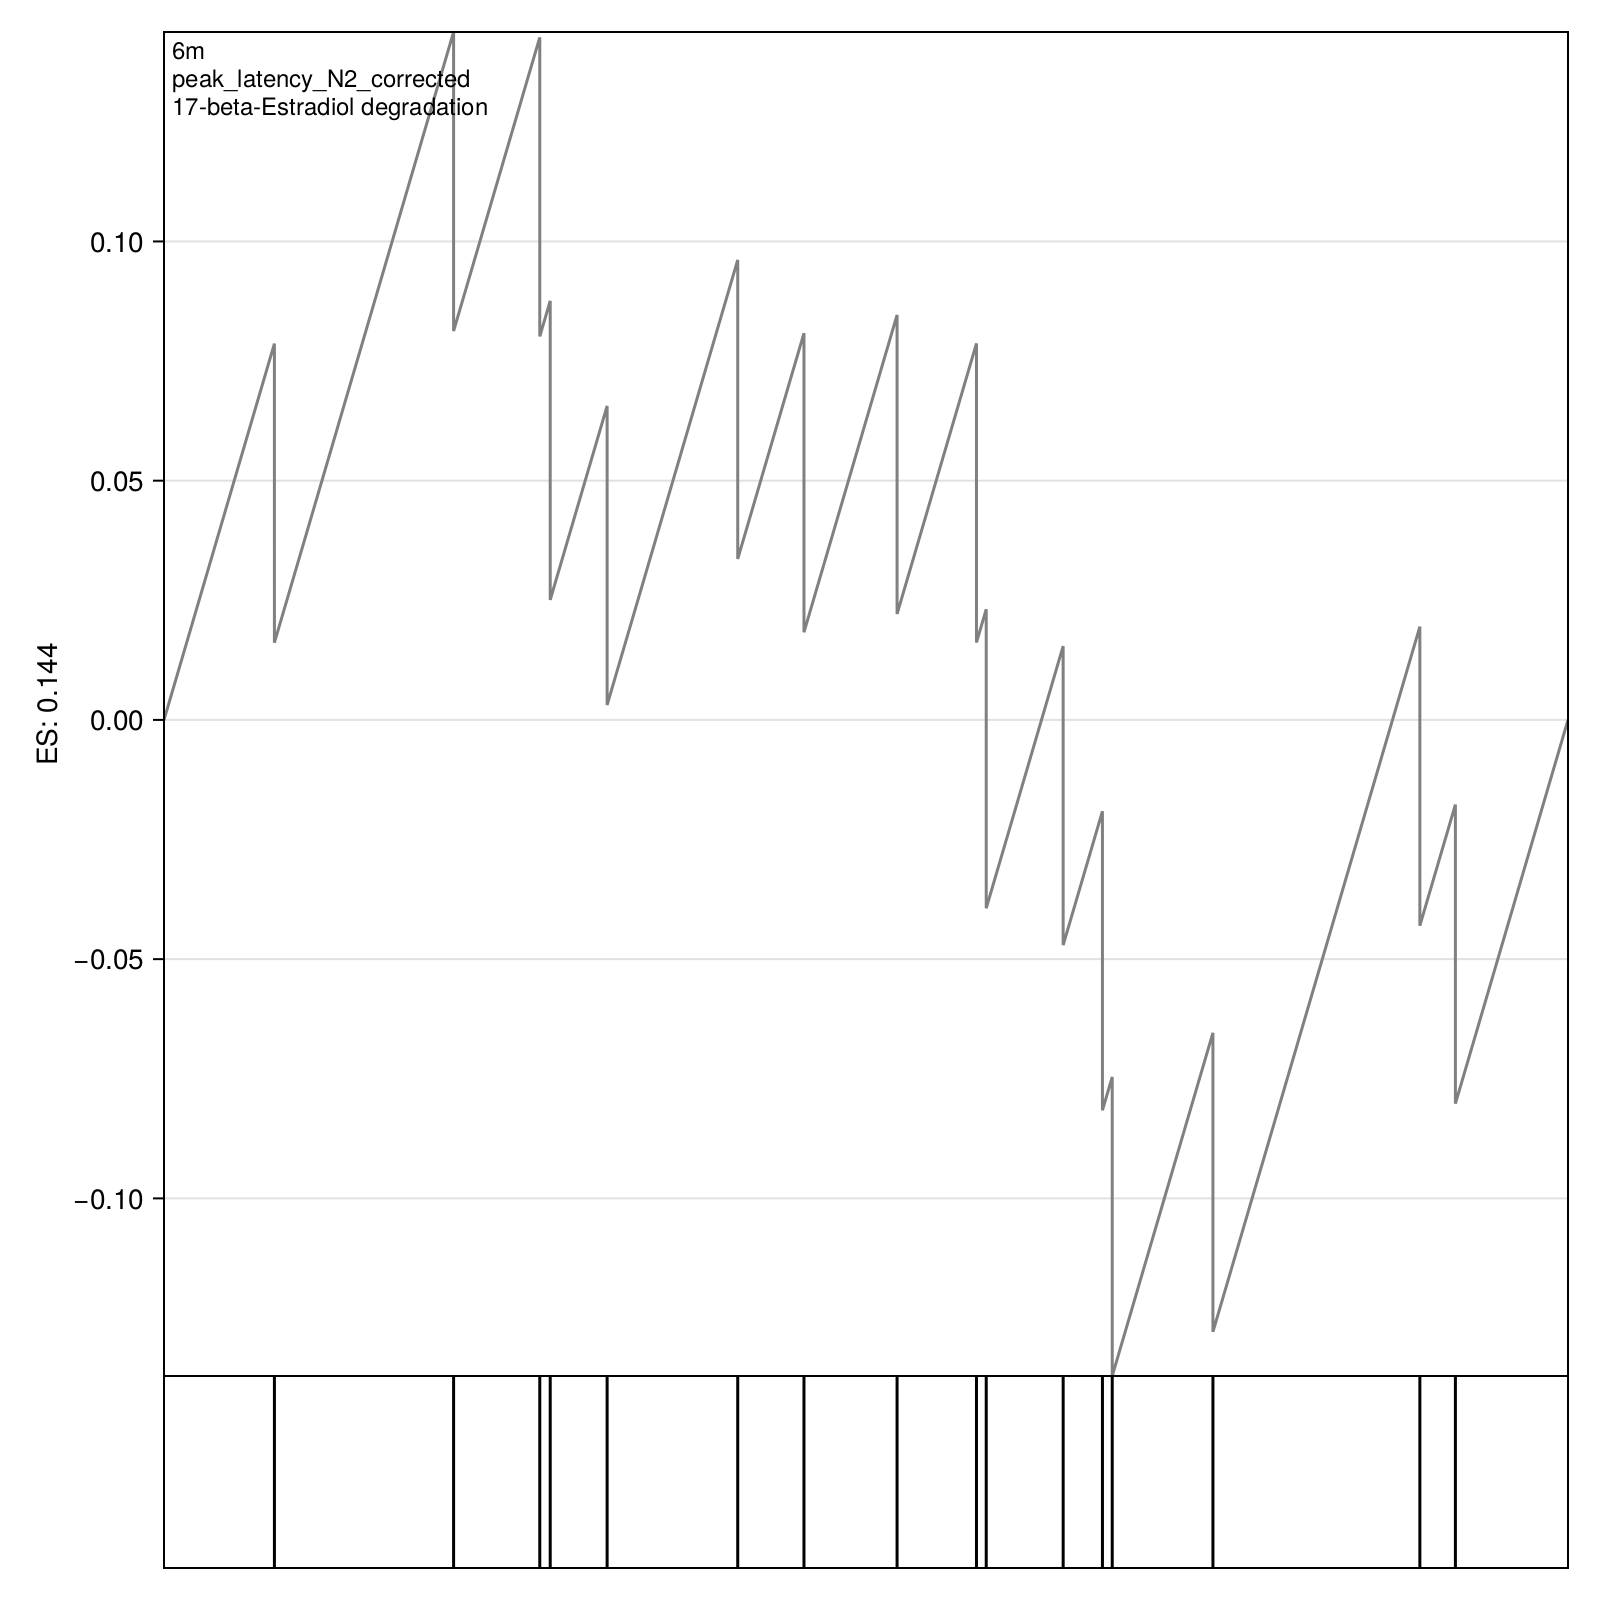 6m
peak_latency_N2_corrected
17-beta-Estradiol degradation
0.10
0.05
0.00
−0.05
−0.10
ES: 0.144